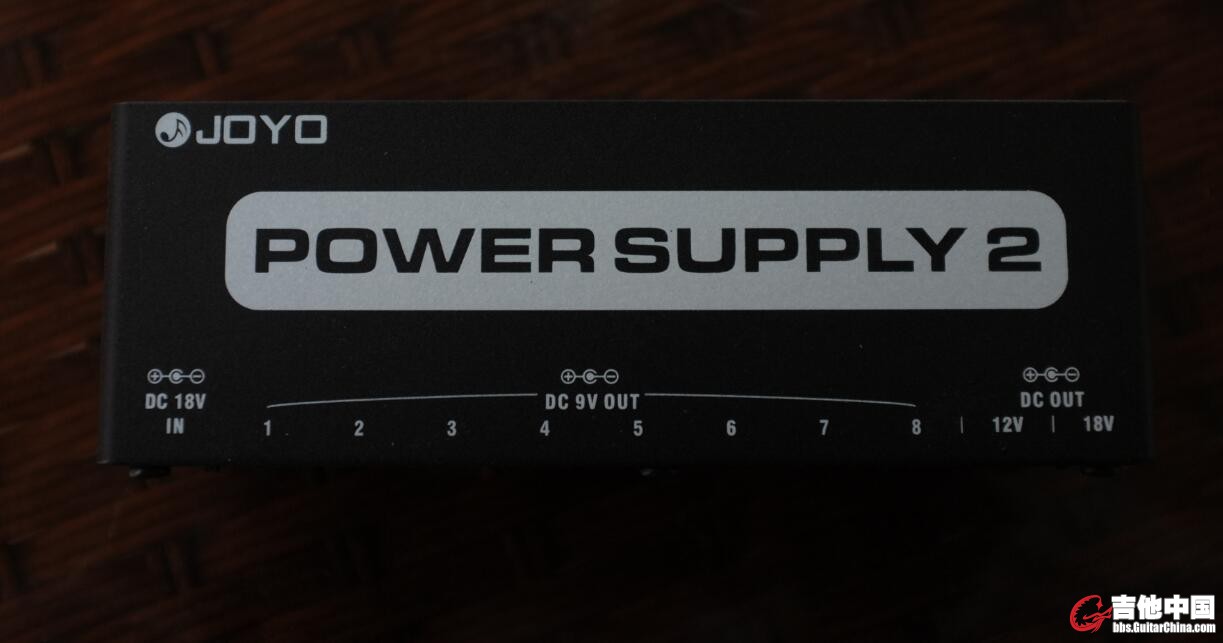 JOYO
POWER SUPPLY 2
DC 18V
IN
DC 9V OUT
1 2 3 4 5 6 7 8
DC OUT
12V | 18V
吉他中国
bbs.GuitarChina.com